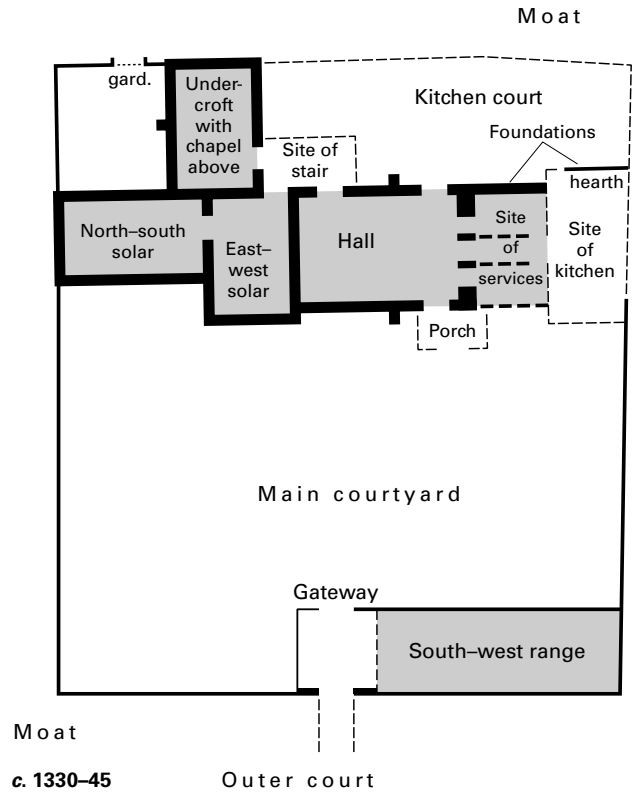 Moat
gard.
Under-
croft
with
chapel
above
Kitchen court
Foundations
Site of
stair
hearth
North–south
solar
East–
west
solar
Hall
Site
of
services
Site
of
kitchen
Porch
Main courtyard
Gateway
South–west range
Moat
c. 1330–45
Outer court